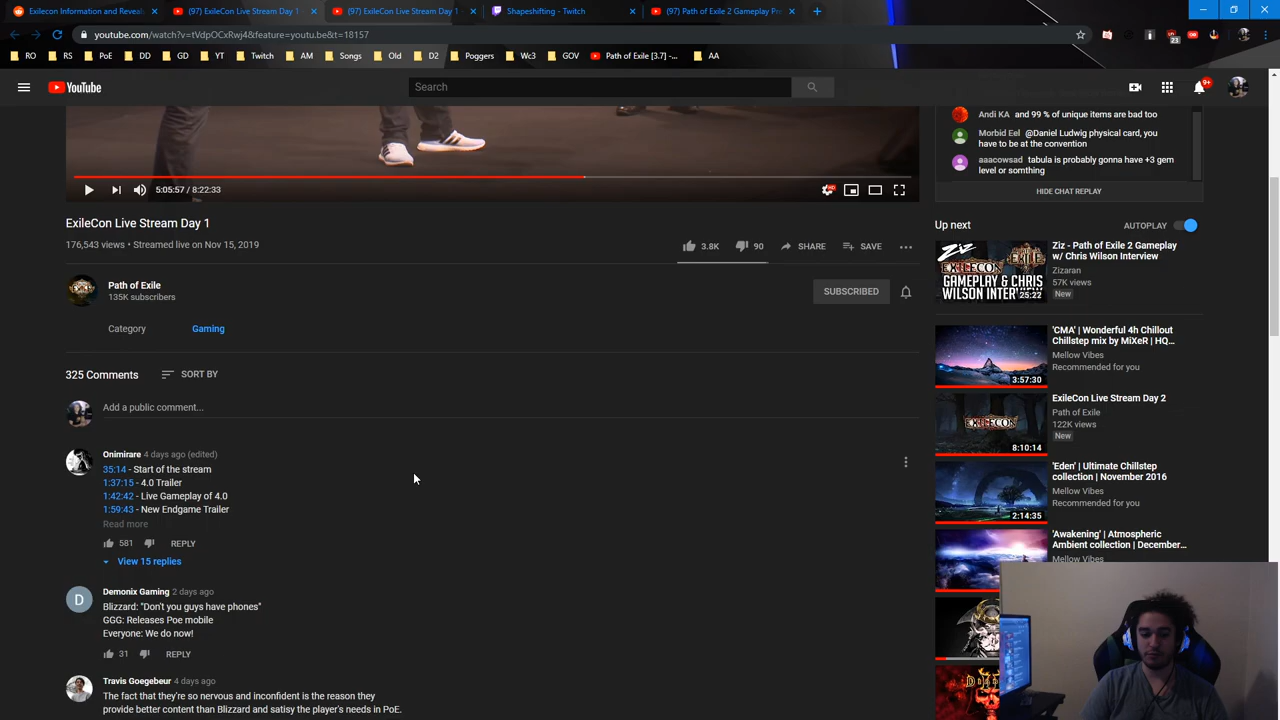 Exilecon Information and Reveals
(97) ExileCon Live Stream Day 1 -
(97) ExileCon Live Stream Day 1
Shapeshifting - Twitch
(97) Path of Exile 2 Gameplay Pr
youtube.com/watch?v=tVdpOCxRwj4&feature=youtu.be&t=18157
23
RO
RS
PoE
DD
GD
YT
Twitch
AM
Songs
Old
D2
Poggers
Wc3
GOV
Path of Exile [3.7] -...
AA
YouTube
Search
9+
Andi KA and 99 % of unique items are bad too
Morbid Eel @Daniel Ludwig physical card, you
have to be at the convention
aaacowsad tabula is probably gonna have +3 gem
level or somthing
HIDE CHAT REPLAY
5:05:57 / 8:22:33
HD
ExileCon Live Stream Day 1
176,543 views • Streamed live on Nov 15, 2019
3.8K
90
SHARE
SAVE
Path of Exile
135K subscribers
SUBSCRIBED
Category
Gaming
325 Comments
SORT BY
Add a public comment...
Onimirare 4 days ago (edited)
35:14 - Start of the stream
1:37:15 - 4.0 Trailer
1:42:42 - Live Gameplay of 4.0
1:59:43 - New Endgame Trailer
Read more
581
REPLY
View 15 replies
D
Demonix Gaming 2 days ago
Blizzard: "Don't you guys have phones"
GGG: Releases Poe mobile
Everyone: We do now!
31
REPLY
Travis Goegebeur 4 days ago
The fact that they're so nervous and inconfident is the reason they
provide better content than Blizzard and satisy the player's needs in PoE.
Up next
AUTOPLAY
Ziz
EXILECON
GAMEPLAY & CHRIS
WILSON INTERVIEW
25:22
Ziz - Path of Exile 2 Gameplay
w/ Chris Wilson Interview
Zizaran
57K views
New
3:57:30
'CMA' | Wonderful 4h Chillout
Chillstep mix by MiXeR | HQ...
Mellow Vibes
Recommended for you
EXILECON
8:10:14
ExileCon Live Stream Day 2
Path of Exile
122K views
New
2:14:35
'Eden' | Ultimate Chillstep
collection | November 2016
Mellow Vibes
Recommended for you
'Awakening' | Atmospheric
Ambient collection | December...
Mellow Vibes